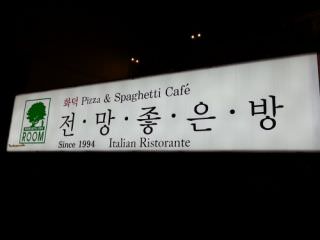 화덕 Pizza & Spaghetti Café
전·망·좋·은·방
Since 1994 Italian Ristorante
ROOM